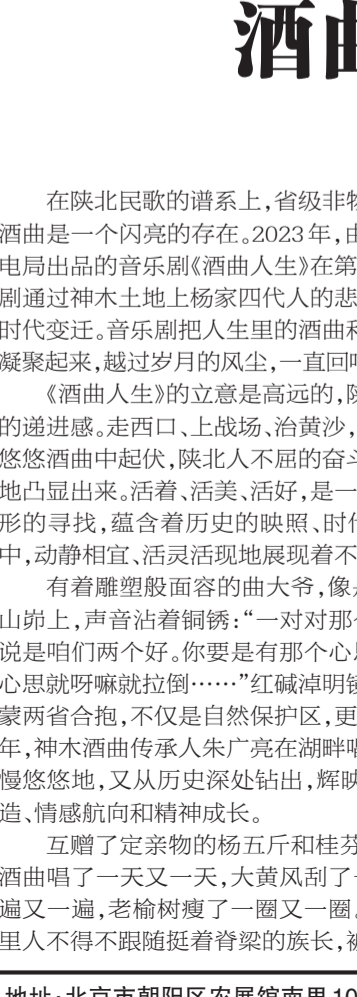 酒曲
在陕北民歌的谱系上，省级非物
酒曲是一个闪亮的存在。2023年，由
电局出品的音乐剧《酒曲人生》在第
剧通过神木土地上杨家四代人的悲
时代变迁。音乐剧把人生里的酒曲和
凝聚起来，越过岁月的风尘，一直回响
《酒曲人生》的立意是高远的，陕
的递进感。走西口、上战场、治黄沙，
悠悠酒曲中起伏，陕北人不屈的奋斗
地凸显出来。活着、活美、活好，是一
形的寻找，蕴含着历史的映照、时代
中，动静相宜、活灵活现地展现着不
有着雕塑般面容的曲大爷，像是
山峁上，声音沾着铜锈：“一对对那个
说是咱们两个好。你要是有那个心思
心思就呀嘛就拉倒……”红碱淖明镜
蒙两省合抱，不仅是自然保护区，更
年，神木酒曲传承人朱广亮在湖畔唱
慢悠悠地，又从历史深处钻出，辉映
造、情感航向和精神成长。
互赠了定亲物的杨五斤和桂芬
酒曲唱了一天又一天，大黄风刮了一
遍又一遍，老榆树瘦了一圈又一圈。
里人不得不跟随挺着脊梁的族长，被
地址：北京市朝阳区农展馆南里10